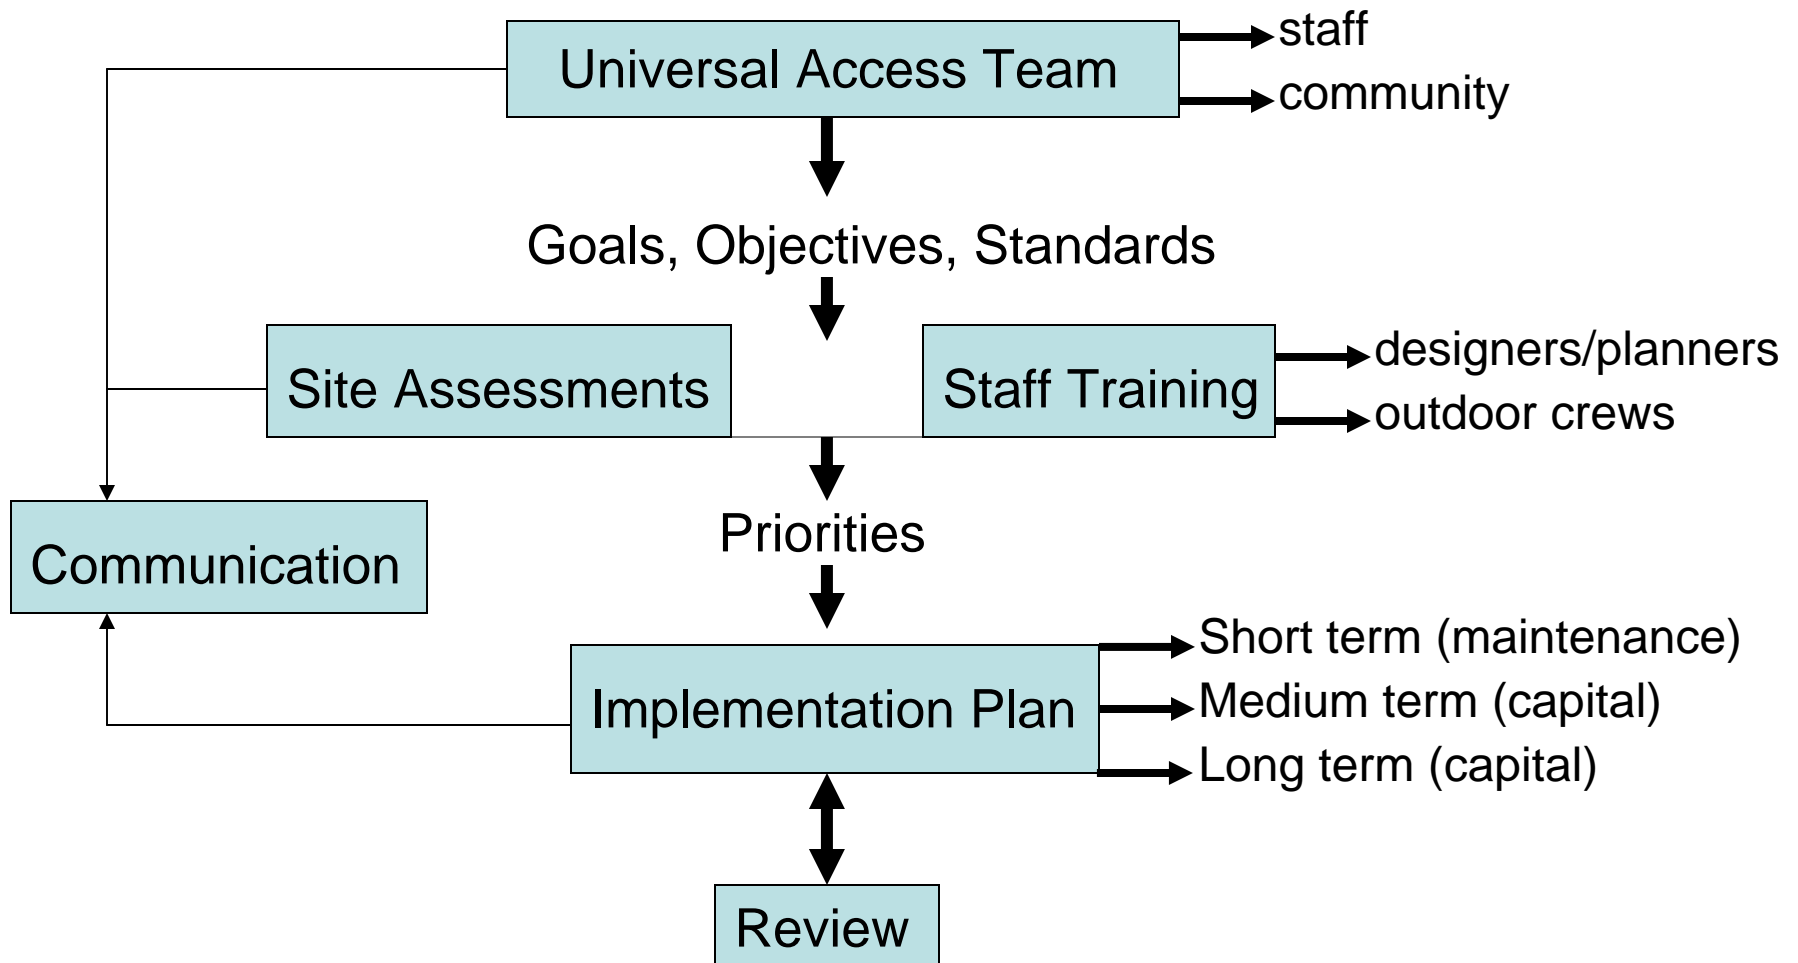 Universal Access Team
staff
community
Goals, Objectives, Standards
Site Assessments
Staff Training
designers/planners
outdoor crews
Communication
Priorities
Implementation Plan
Short term (maintenance)
Medium term (capital)
Long term (capital)
Review